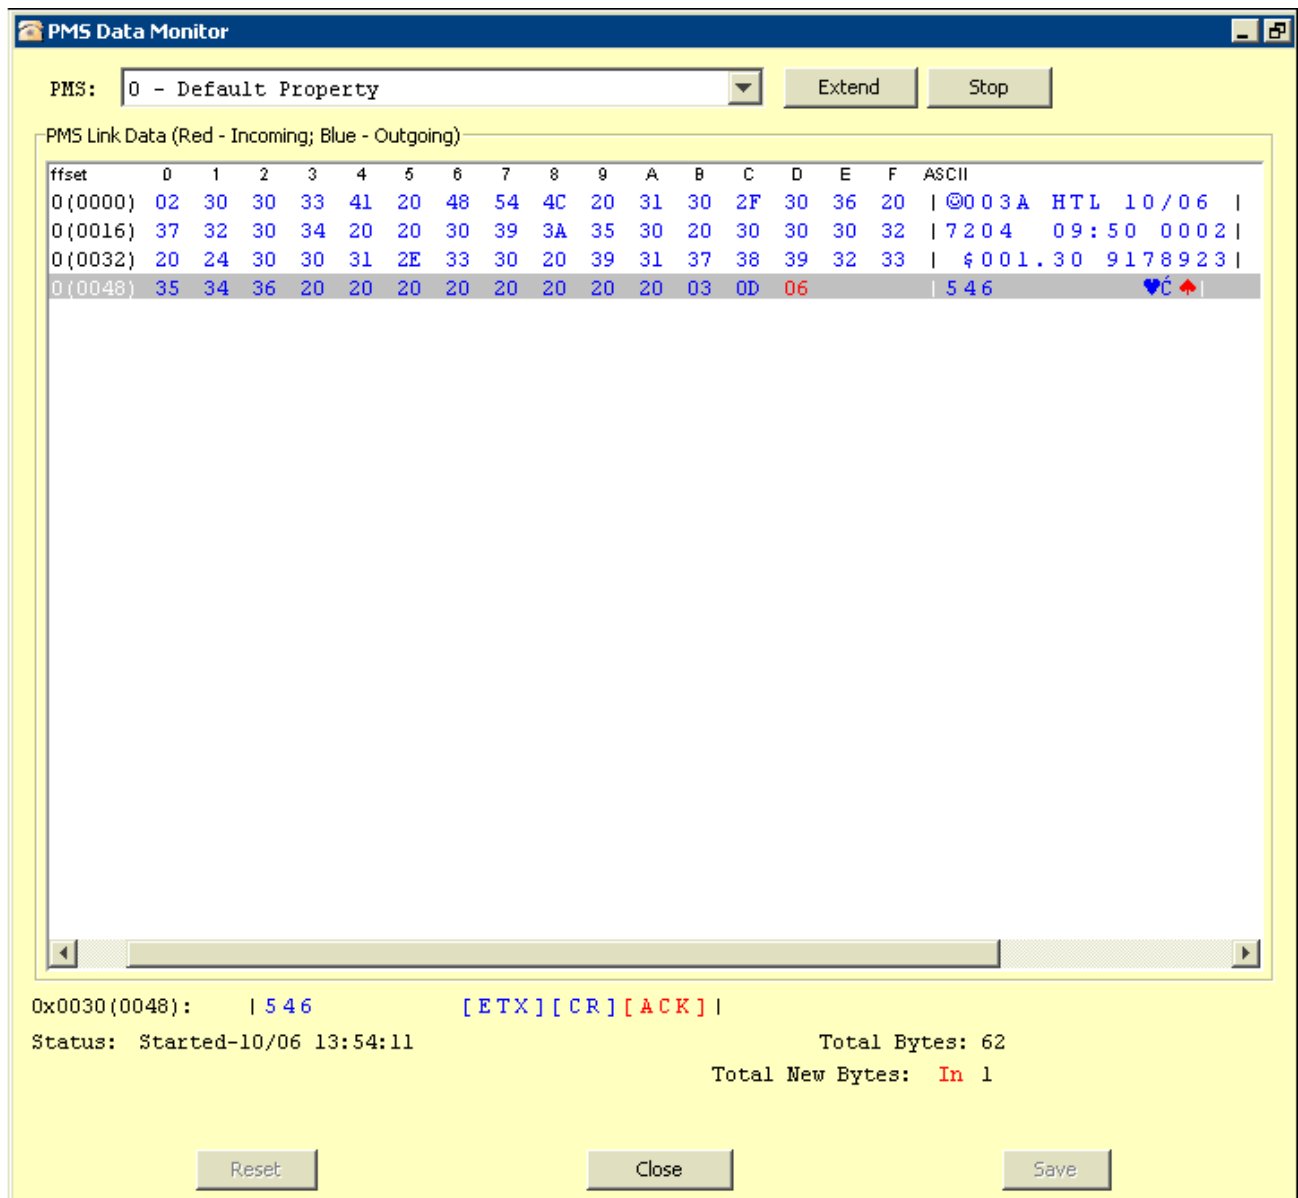 PMS Data Monitor
PMS: 0 - Default Property Extend Stop
PMS Link Data (Red - Incoming; Blue - Outgoing)
ffset 0 1 2 3 4 5 6 7 8 9 A B C D E F ASCII
0(0000) 02 30 30 33 41 20 48 54 4C 20 31 30 2F 30 36 20 |☺003A HTL 10/06 |
0(0016) 37 32 30 34 20 20 30 39 3A 35 30 20 30 30 30 32 |7204  09:50 0002|
0(0032) 20 24 30 30 31 2E 33 30 20 39 31 37 38 39 32 33 | $001.30 9178923|
0(0048) 35 34 36 20 20 20 20 20 20 20 20 03 0D 06 |546        ♥Ć♠|
0x0030(0048): |546        [ETX][CR][ACK]|
Status: Started-10/06 13:54:11 Total Bytes: 62
Total New Bytes: In 1
Reset Close Save